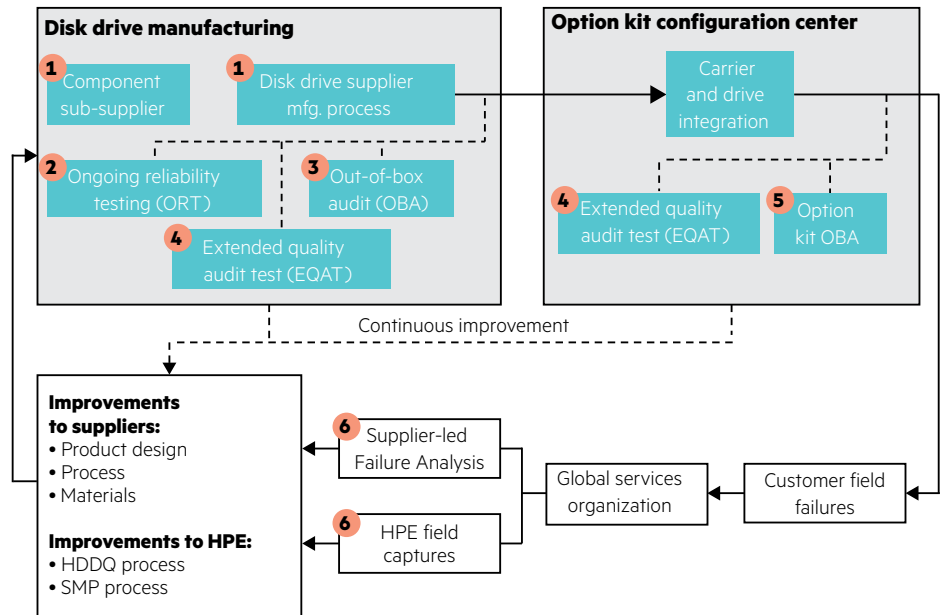 Disk drive manufacturing
1
Component
sub-supplier
1
Disk drive supplier
mfg. process
2
Ongoing reliability
testing (ORT)
3
Out-of-box
audit (OBA)
4
Extended quality
audit test (EQAT)
Option kit configuration center
Carrier
and drive
integration
4
Extended quality
audit test (EQAT)
5
Option
kit OBA
Continuous improvement
Improvements
to suppliers:
• Product design
• Process
• Materials
Improvements to HPE:
• HDDQ process
• SMP process
6
Supplier-led
Failure Analysis
6
HPE field
captures
Global services
organization
Customer field
failures